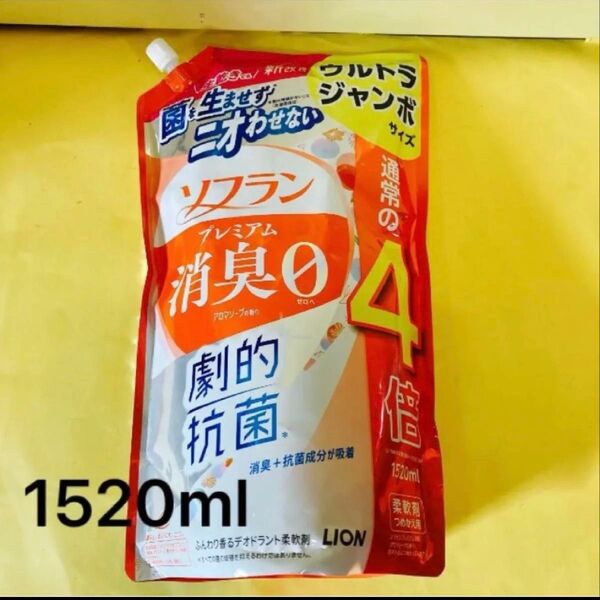 ウルトラ
ジャンボ
サイズ
菌を生ませず
ニオわせない
ソフラン
プレミアム
消臭0
ゼロへ
アロマソープの香り
通常の
4
倍
劇的
抗菌*
消臭+抗菌成分が吸着
1520ml
柔軟剤
つめかえ用
1520ml
ふんわり香るデオドラント柔軟剤
LION